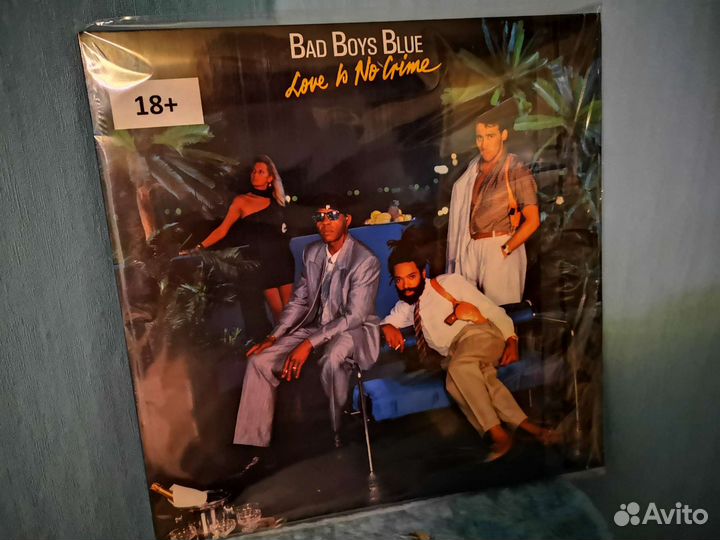 BAD BOYS BLUE
Love Is No Crime
18+
Avito